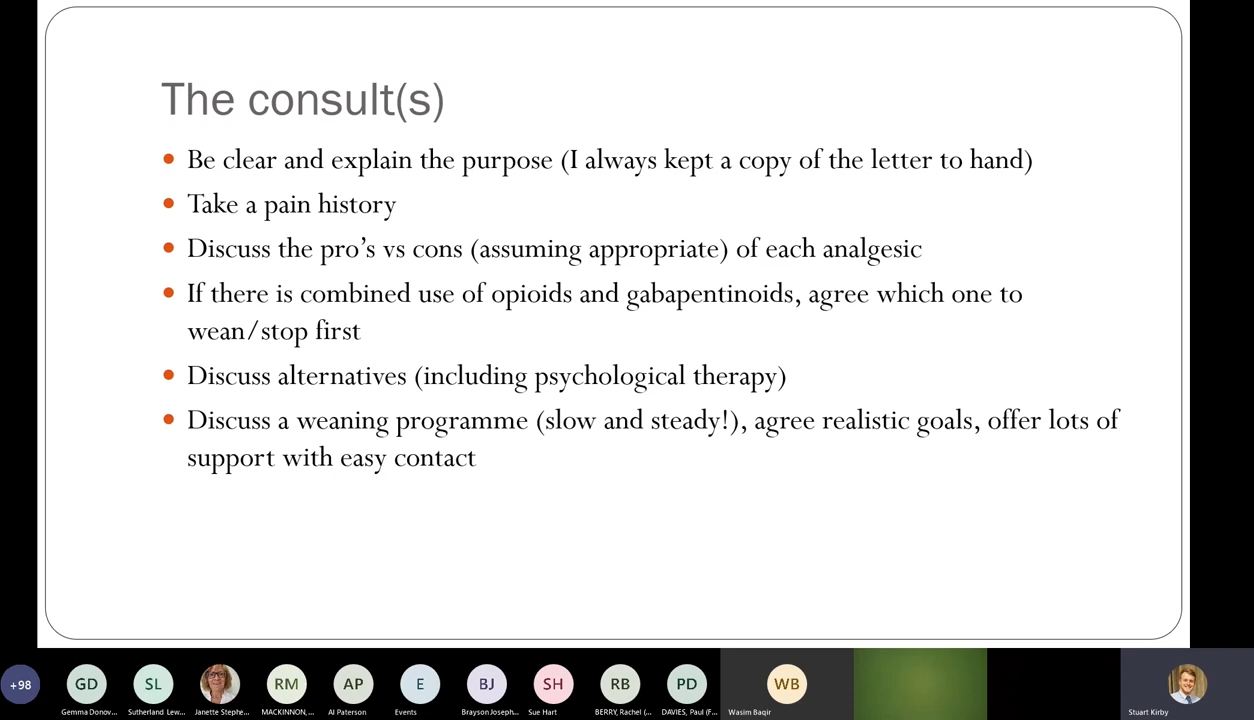 The consult(s)
Be clear and explain the purpose (I always kept a copy of the letter to hand)
Take a pain history
Discuss the pro's vs cons (assuming appropriate) of each analgesic
If there is combined use of opioids and gabapentinoids, agree which one to
wean/stop first
Discuss alternatives (including psychological therapy)
Discuss a weaning programme (slow and steady!), agree realistic goals, offer lots of
support with easy contact
+98 GD SL RM AP E BJ SH RB PD WB
Gemma Donov... Sutherland Lew... Janette Stephe... MACKINNON,... Al Paterson Events Brayson Joseph... Sue Hart BERRY, Rachel (... DAVIES, Paul (F... Wasim Baqir Stuart Kirby